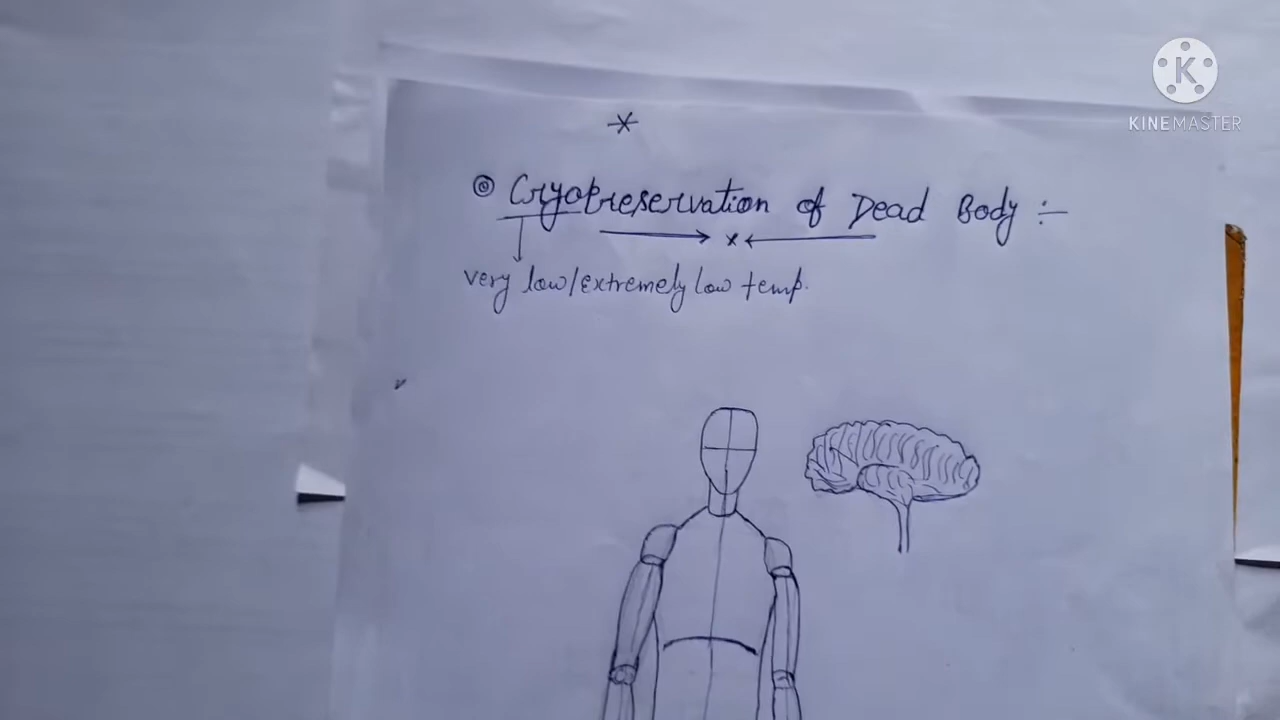 KINEMASTER
Cryopreservation of Dead Body :-
very low/extremely low temp.